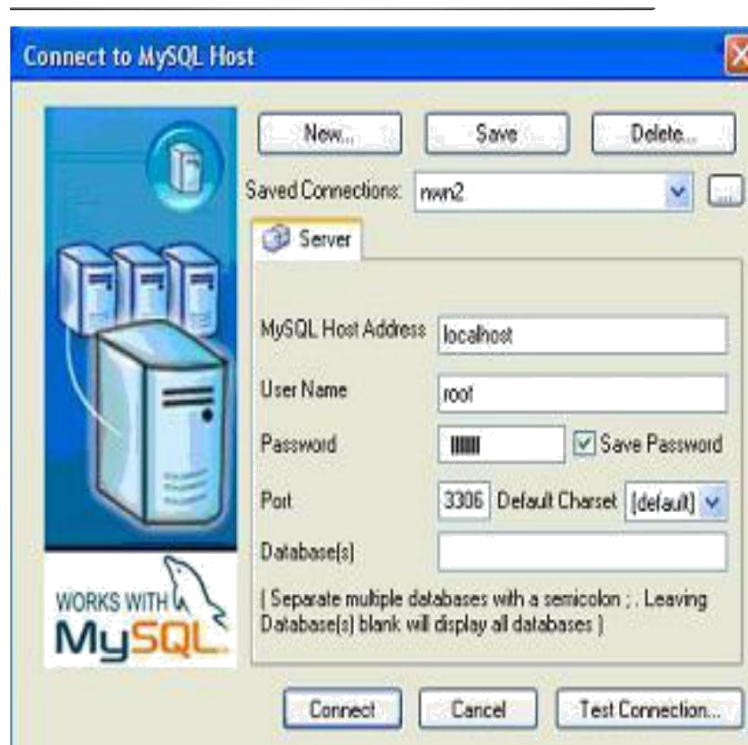 Connect to MySQL Host
New...
Save
Delete...
Saved Connections:
nwn2
...
Server
MySQL Host Address
localhost
User Name
root
Password
Save Password
Port
3306
Default Charset
[default]
Database(s)
( Separate multiple databases with a semicolon ; . Leaving
Database(s) blank will display all databases )
WORKS WITH
MySQL
Connect
Cancel
Test Connection...